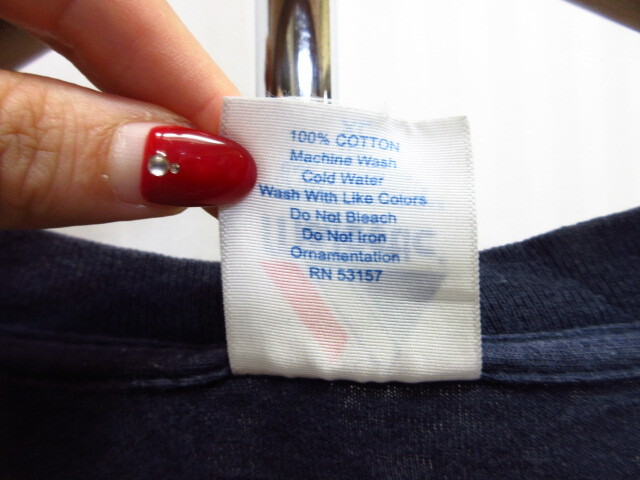 100% COTTON
Machine Wash
Cold Water
Wash With Like Colors
Do Not Bleach
Do Not Iron
Ornamentation
RN 53157